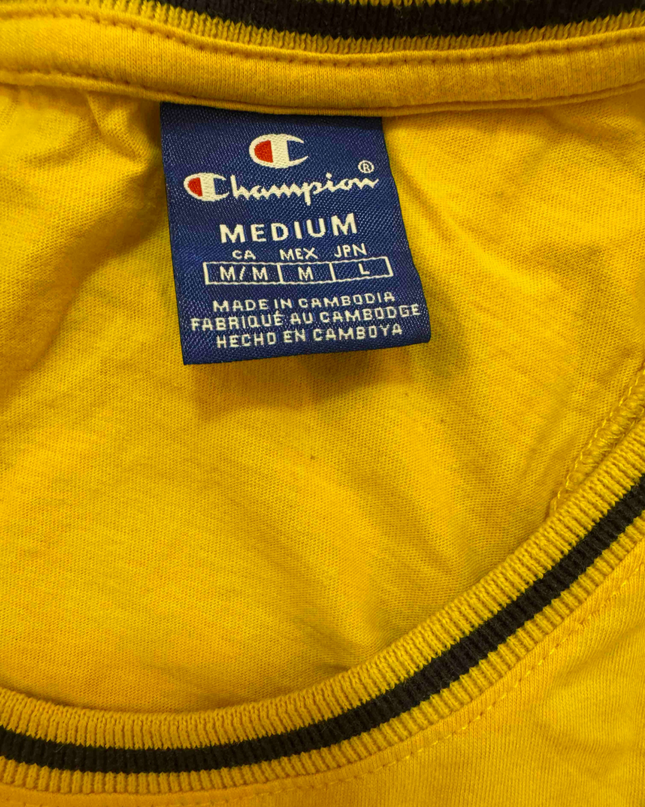 C
Champion®
MEDIUM
CA MEX JPN
M/M M L
MADE IN CAMBODIA
FABRIQUÉ AU CAMBODGE
HECHO EN CAMBOYA